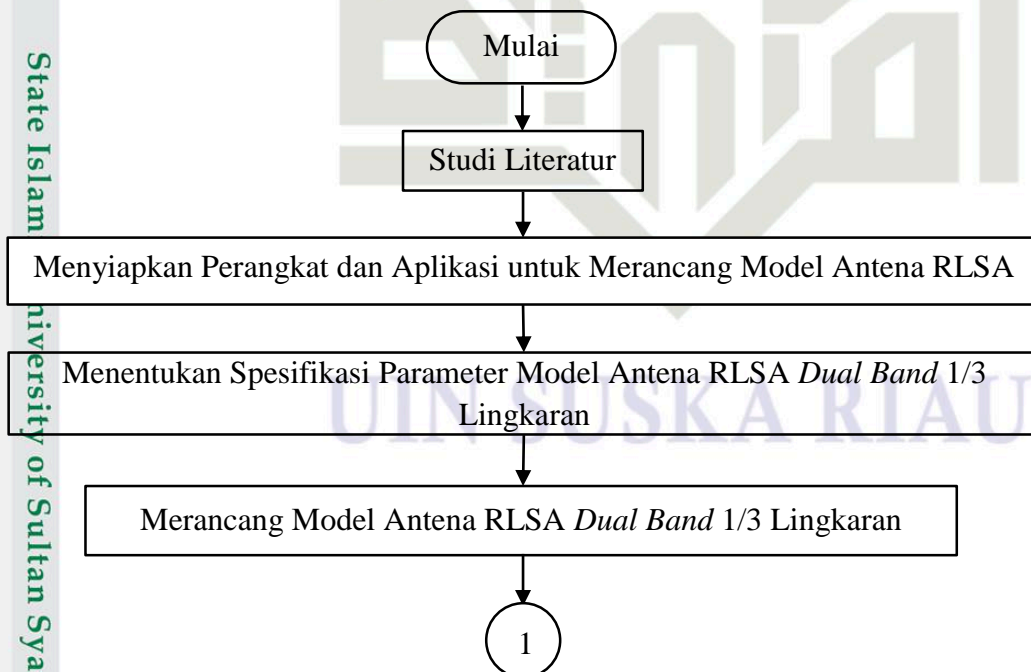 Mulai
Studi Literatur
Menyiapkan Perangkat dan Aplikasi untuk Merancang Model Antena RLSA
Menentukan Spesifikasi Parameter Model Antena RLSA Dual Band 1/3
Lingkaran
Merancang Model Antena RLSA Dual Band 1/3 Lingkaran
1
UIN SUSKA RIAU
State Islam niversity of Sultan Sya